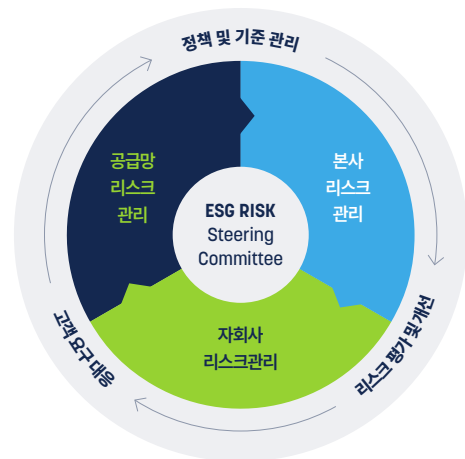 정책 및 기준 관리
공급망
리스크
관리
본사
리스크
관리
ESG RISK
Steering
Committee
자회사
리스크관리
고객 요구 대응
리스크 평가 및 개선